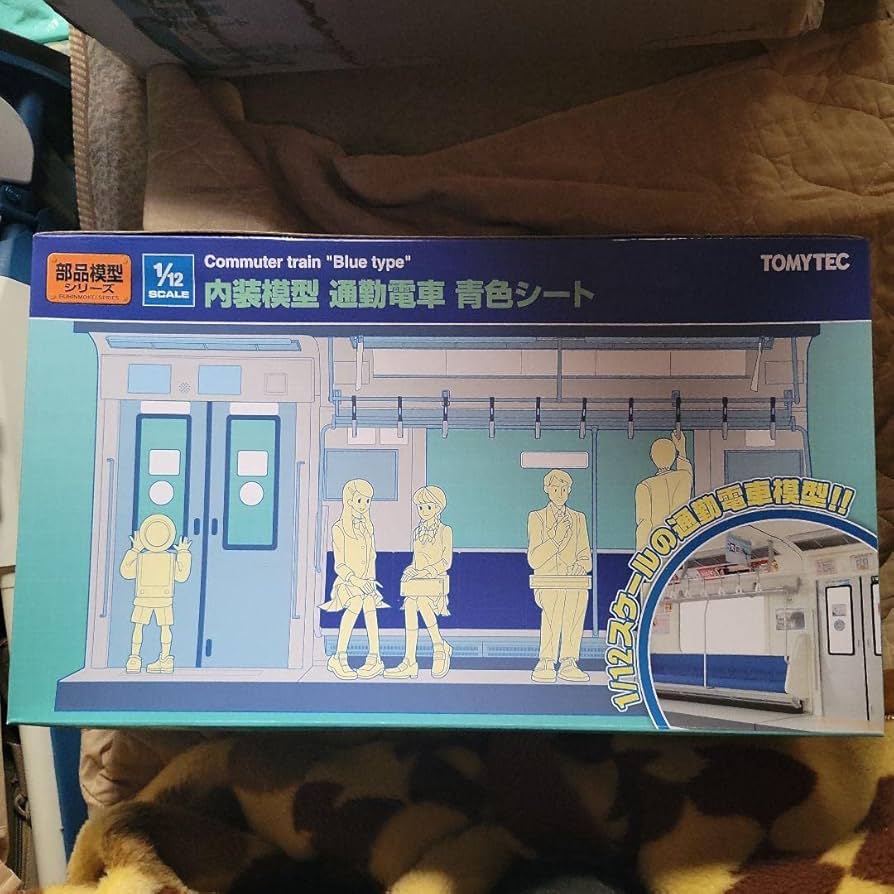 部品模型
シリーズ
BUHINMOKEI SERIES
1/12
SCALE
Commuter train "Blue type"
内装模型 通勤電車 青色シート
TOMYTEC
1/12スケールの通勤電車模型!!